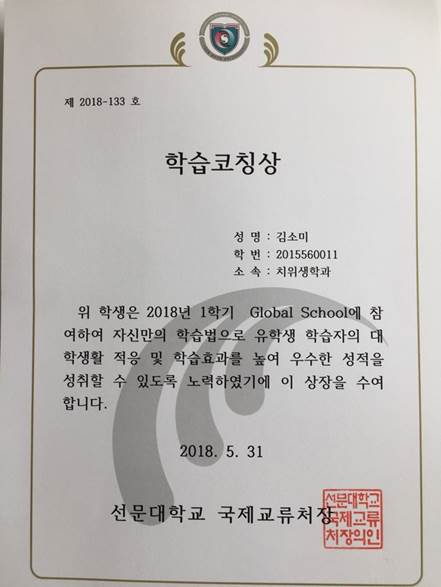 제 2018-133 호
학습코칭상
성 명 : 김소미
학 번 : 2015560011
소 속 : 치위생학과
위 학생은 2018년 1학기 Global School에 참
여하여 자신만의 학습법으로 유학생 학습자의 대
학생활 적응 및 학습효과를 높여 우수한 성적을
성취할 수 있도록 노력하였기에 이 상장을 수여
합니다.
2018. 5. 31
선문대학교 국제교류처장
선문대학교
국제교류
처장의인